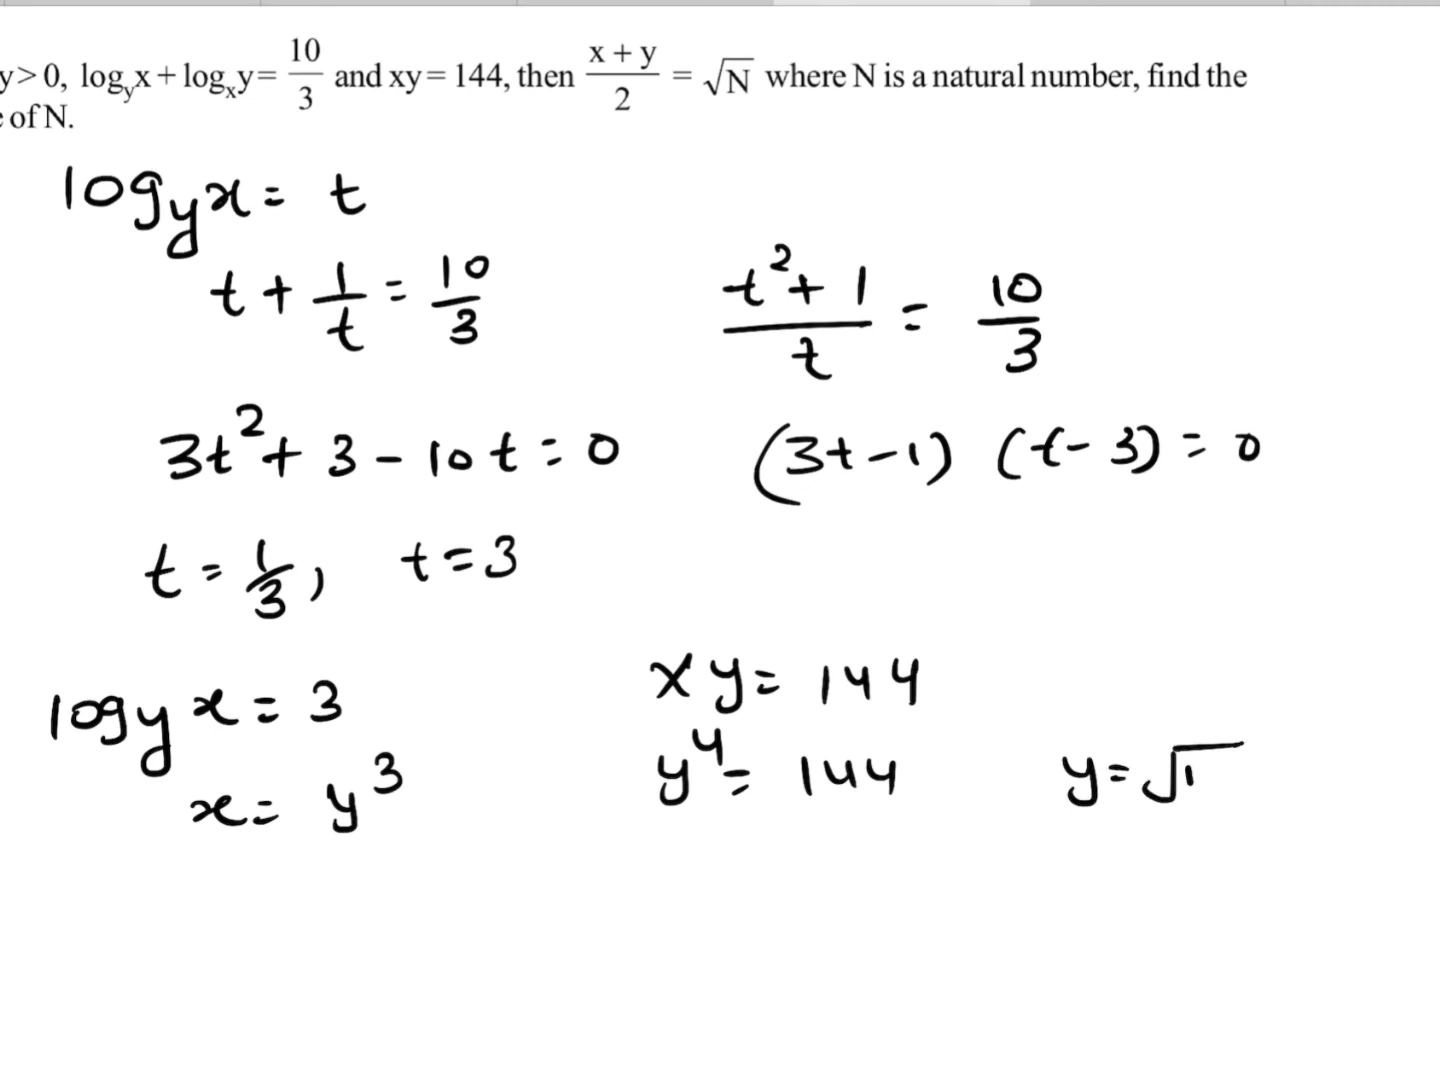 y > 0, log_y x + log_x y = 10/3 and xy = 144, then (x + y)/2 = √N where N is a natural number, find the
of N.
log_y x = t
t + 1/t = 10/3
(t² + 1)/t = 10/3
3t² + 3 - 10t = 0
(3t - 1) (t - 3) = 0
t = 1/3, t = 3
log_y x = 3
xy = 144
x = y³
y⁴ = 144
y = √1